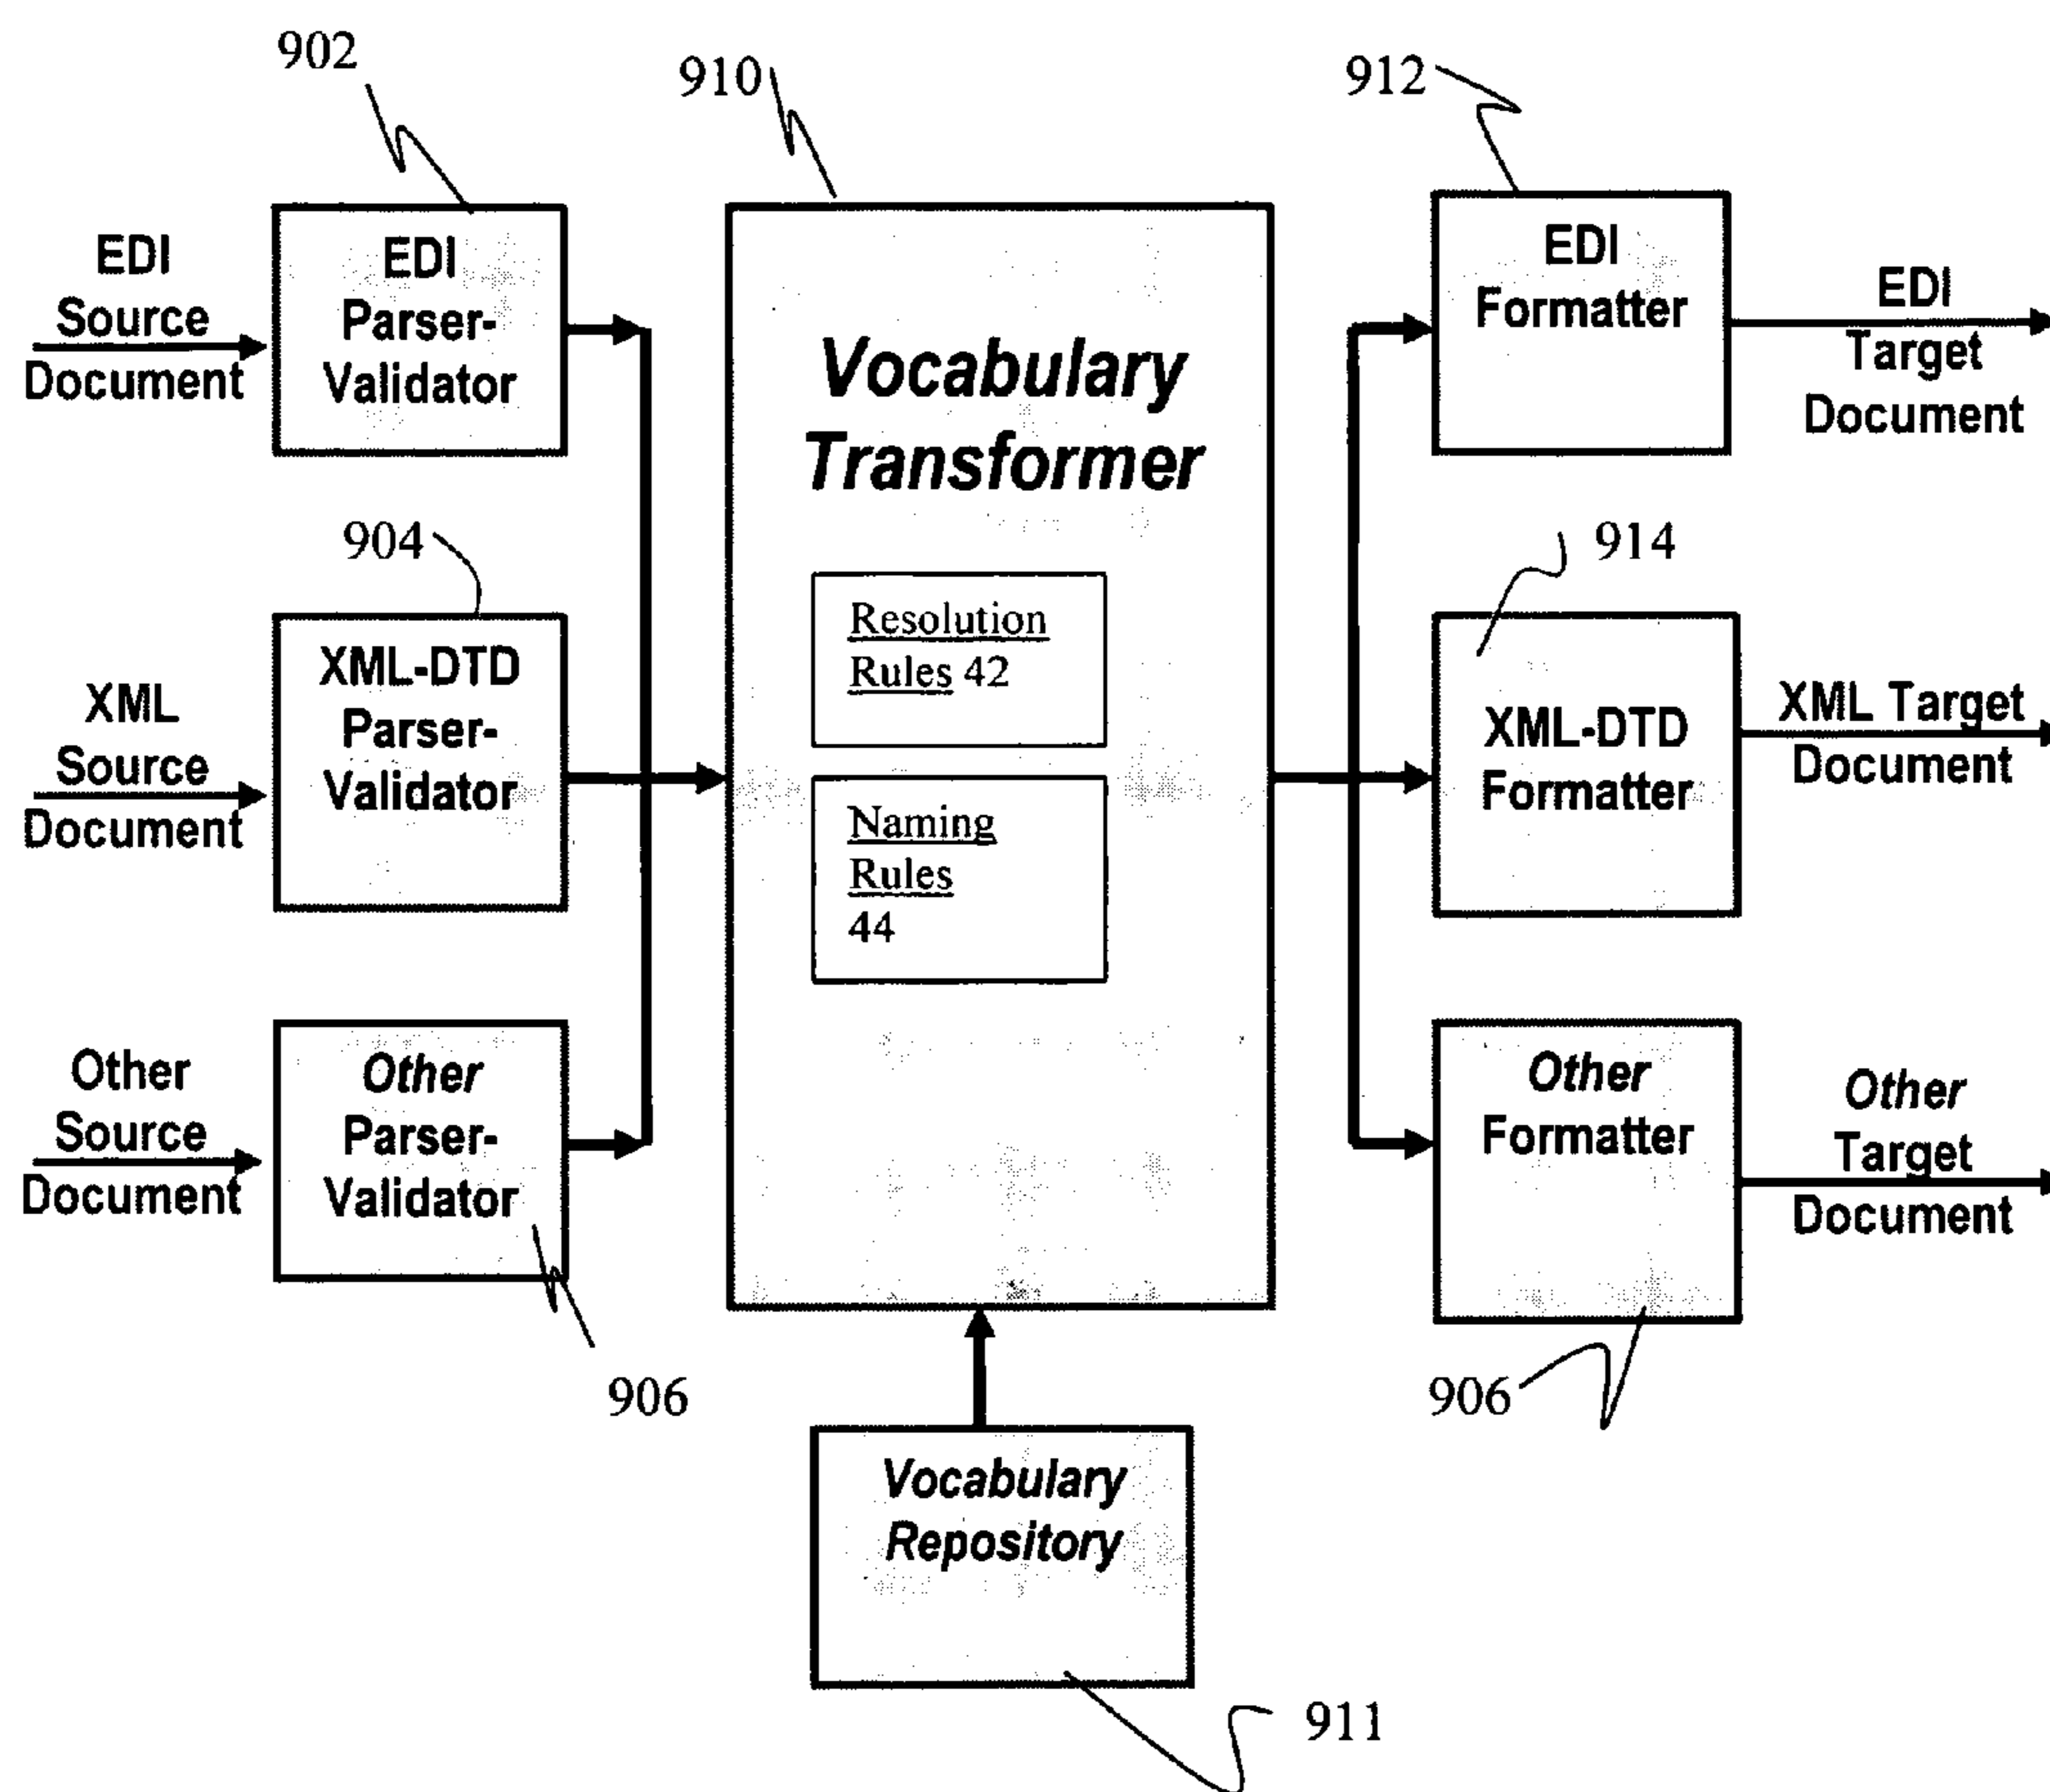 902
910
912
EDI
Source
Document
EDI
Parser-
Validator
Vocabulary
Transformer
EDI
Formatter
EDI
Target
Document
904
914
XML
Source
Document
XML-DTD
Parser-
Validator
Resolution
Rules 42
Naming
Rules
44
XML-DTD
Formatter
XML Target
Document
Other
Source
Document
Other
Parser-
Validator
Other
Formatter
Other
Target
Document
906
906
Vocabulary
Repository
911